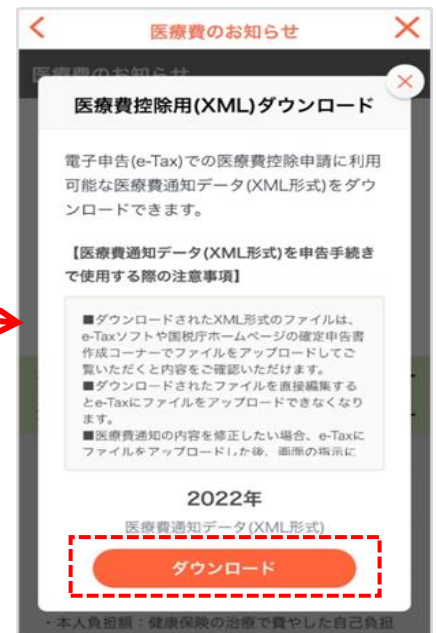 医療費のお知らせ
医療費のお知らせ
医療費控除用(XML)ダウンロード
電子申告(e-Tax)での医療費控除申請に利用
可能な医療費通知データ(XML形式)をダウ
ンロードできます。
【医療費通知データ(XML形式)を申告手続き
で使用する際の注意事項】
■ダウンロードされたXML形式のファイルは、
e-Taxソフトや国税庁ホームページの確定申告書
作成コーナーでファイルをアップロードしてご
覧いただくと内容をご確認いただけます。
■ダウンロードされたファイルを直接編集する
とe-Taxにファイルをアップロードできなくなり
ます。
■医療費通知の内容を修正したい場合、e-Taxに
ファイルをアップロードした後、画面の指示に
2022年
医療費通知データ(XML形式)
ダウンロード
・本人負担額：健康保険の治療で費やした自己負担